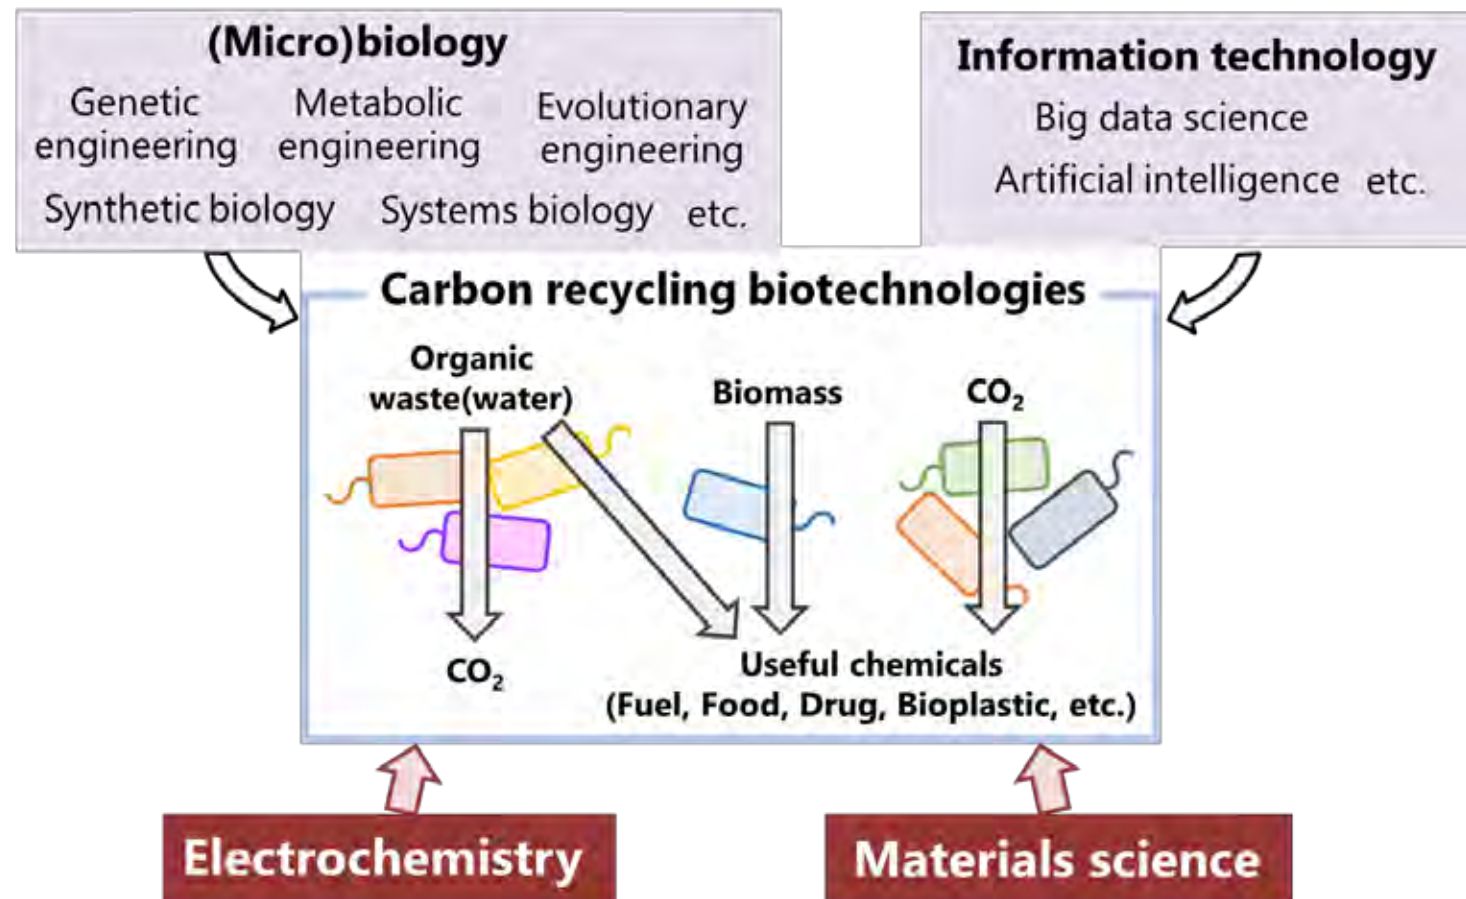 (Micro)biology
Genetic
engineering
Metabolic
engineering
Evolutionary
engineering
Synthetic biology
Systems biology
etc.
Information technology
Big data science
Artificial intelligence
etc.
Carbon recycling biotechnologies
Organic
waste(water)
Biomass
CO₂
CO₂
Useful chemicals
(Fuel, Food, Drug, Bioplastic, etc.)
Electrochemistry
Materials science